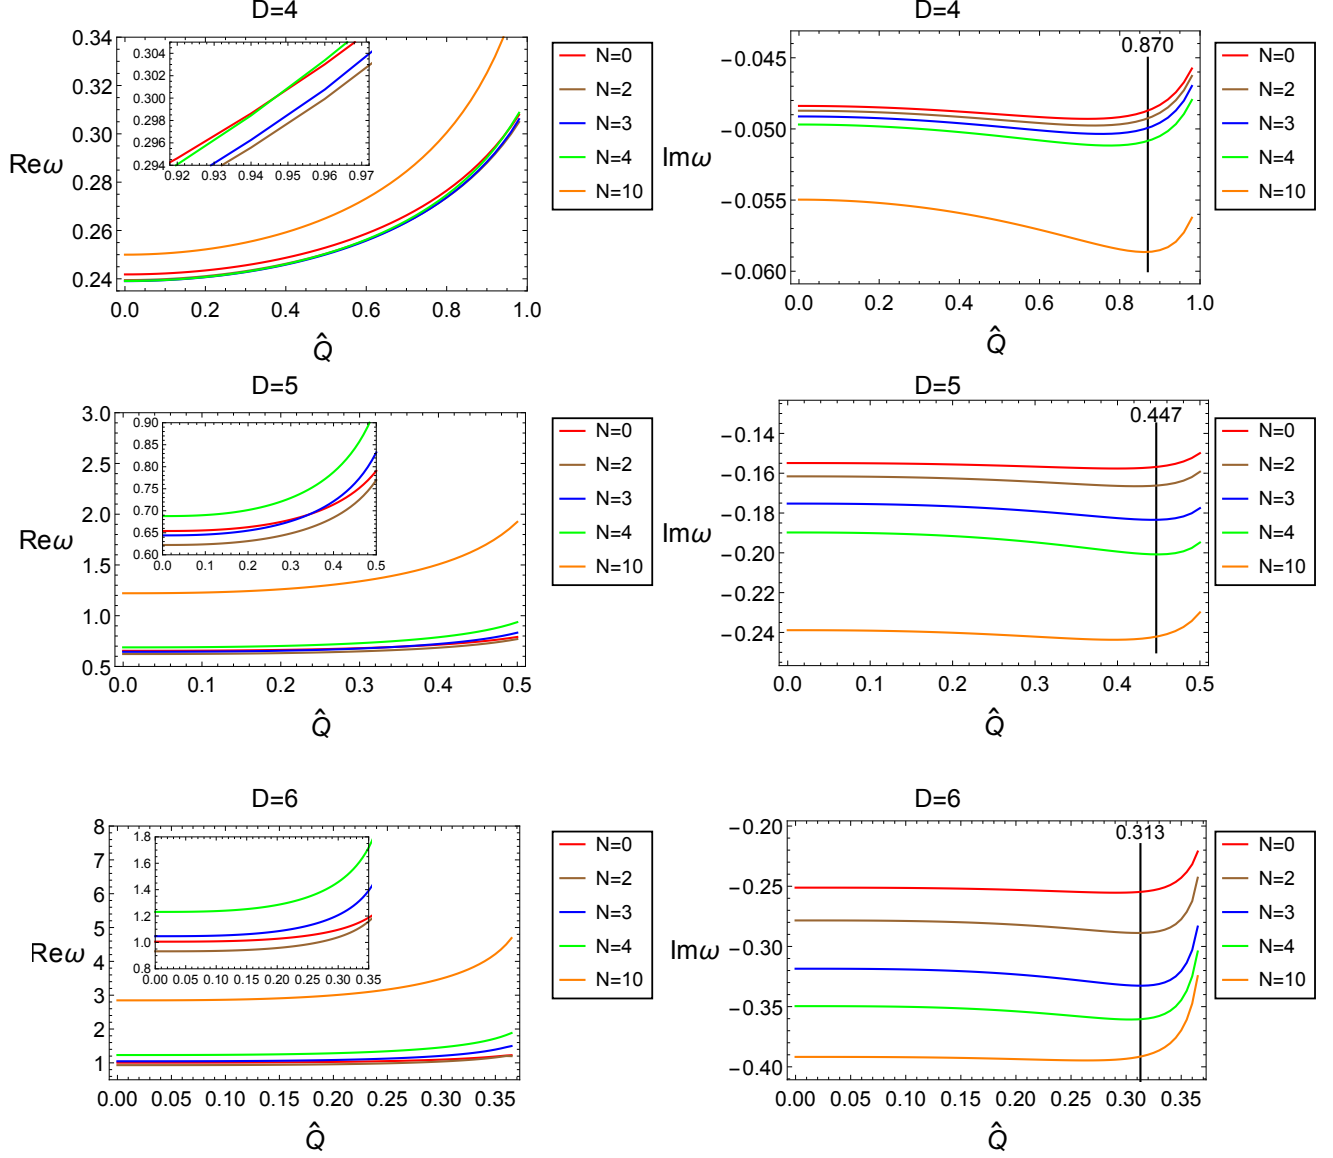 D=4
0.34
0.32
0.30
0.28
0.26
0.24
Reω
0.304
0.302
0.300
0.298
0.296
0.294
0.92 0.93 0.94 0.95 0.96 0.97
0.0 0.2 0.4 0.6 0.8 1.0
Q̂
N=0
N=2
N=3
N=4
N=10
D=4
0.870
−0.045
−0.050
−0.055
−0.060
Imω
0.0 0.2 0.4 0.6 0.8 1.0
Q̂
N=0
N=2
N=3
N=4
N=10
D=5
3.0
2.5
2.0
1.5
1.0
0.5
Reω
0.90
0.85
0.80
0.75
0.70
0.65
0.60
0.0 0.1 0.2 0.3 0.4 0.5
0.0 0.1 0.2 0.3 0.4 0.5
Q̂
N=0
N=2
N=3
N=4
N=10
D=5
0.447
−0.14
−0.16
−0.18
−0.20
−0.22
−0.24
Imω
0.0 0.1 0.2 0.3 0.4 0.5
Q̂
N=0
N=2
N=3
N=4
N=10
D=6
8
7
6
5
4
3
2
1
Reω
1.8
1.6
1.4
1.2
1.0
0.8
0.00 0.05 0.10 0.15 0.20 0.25 0.30 0.35
0.00 0.05 0.10 0.15 0.20 0.25 0.30 0.35
Q̂
N=0
N=2
N=3
N=4
N=10
D=6
0.313
−0.20
−0.25
−0.30
−0.35
−0.40
Imω
0.00 0.05 0.10 0.15 0.20 0.25 0.30 0.35
Q̂
N=0
N=2
N=3
N=4
N=10